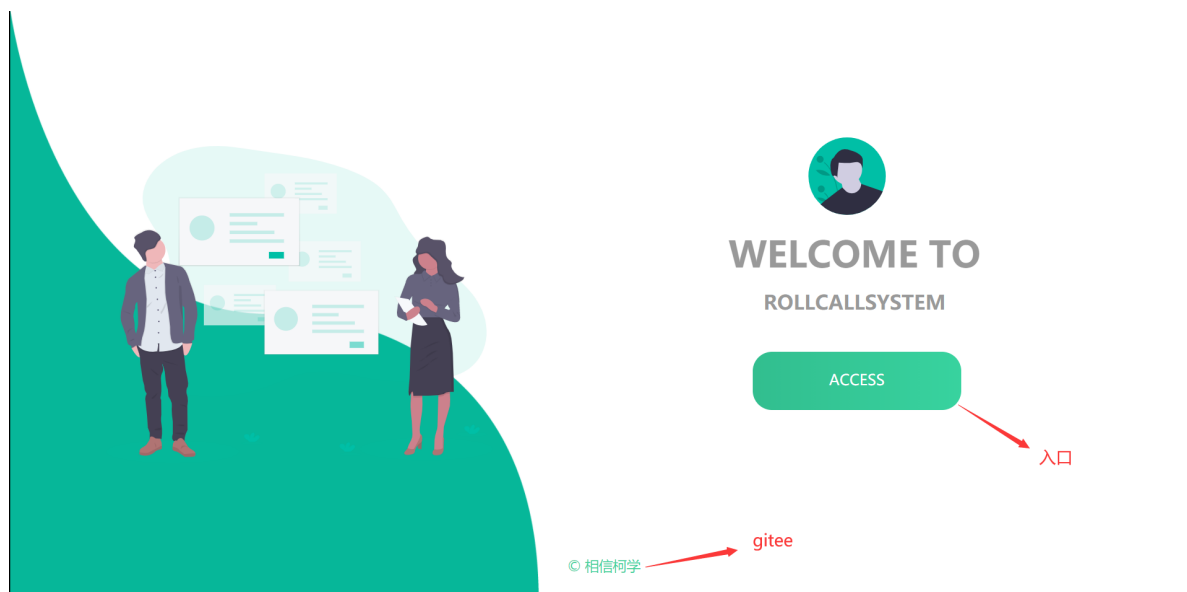 WELCOME TO
ROLLCALLSYSTEM
ACCESS
入口
gitee
© 相信柯学